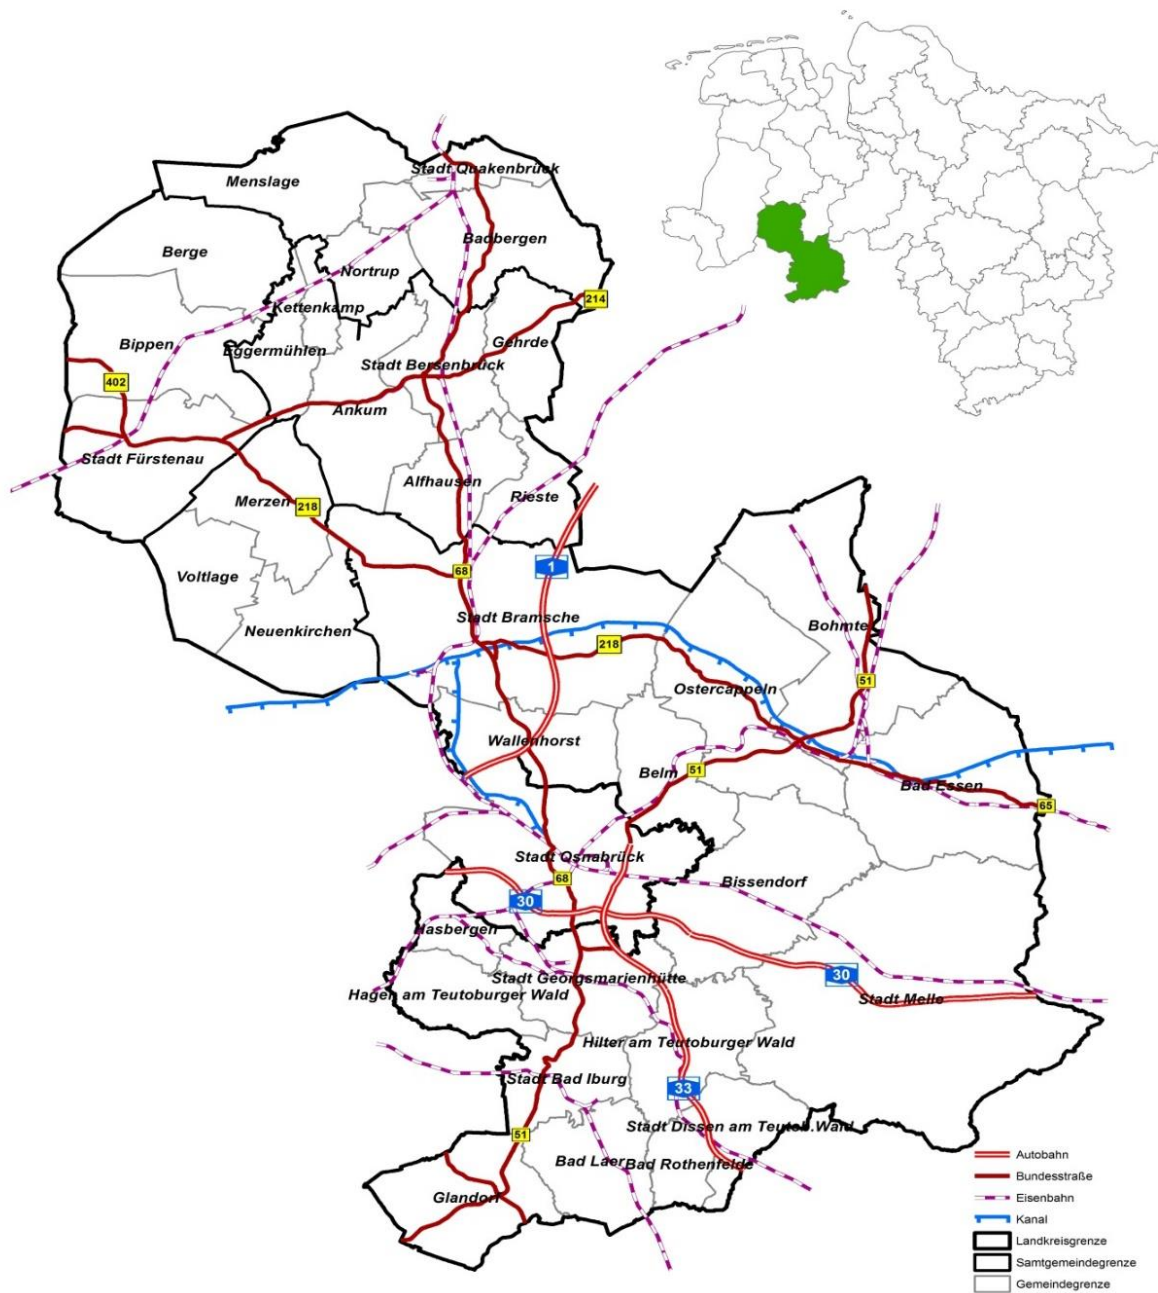 Stadt Quakenbrück
Menslage
Badbergen
Berge
Nortrup
214
Kettenkamp
Bippen
Eggermühlen
Gehrde
Stadt Bersenbrück
402
Ankum
Stadt Fürstenau
Alfhausen
Rieste
Merzen
218
1
68
Voltlage
Stadt Bramsche
Bohmte
Neuenkirchen
218
51
Ostercappeln
Wallenhorst
Belm
51
Bad Essen
65
Stadt Osnabrück
68
Bissendorf
30
Hasbergen
30
Stadt Georgsmarienhütte
Hagen am Teutoburger Wald
Stadt Melle
Hilter am Teutoburger Wald
Stadt Bad Iburg
33
51
Stadt Dissen am Teutob.Wald
Bad Laer
Bad Rothenfelde
Glandorf
Autobahn
Bundesstraße
Eisenbahn
Kanal
Landkreisgrenze
Samtgemeindegrenze
Gemeindegrenze